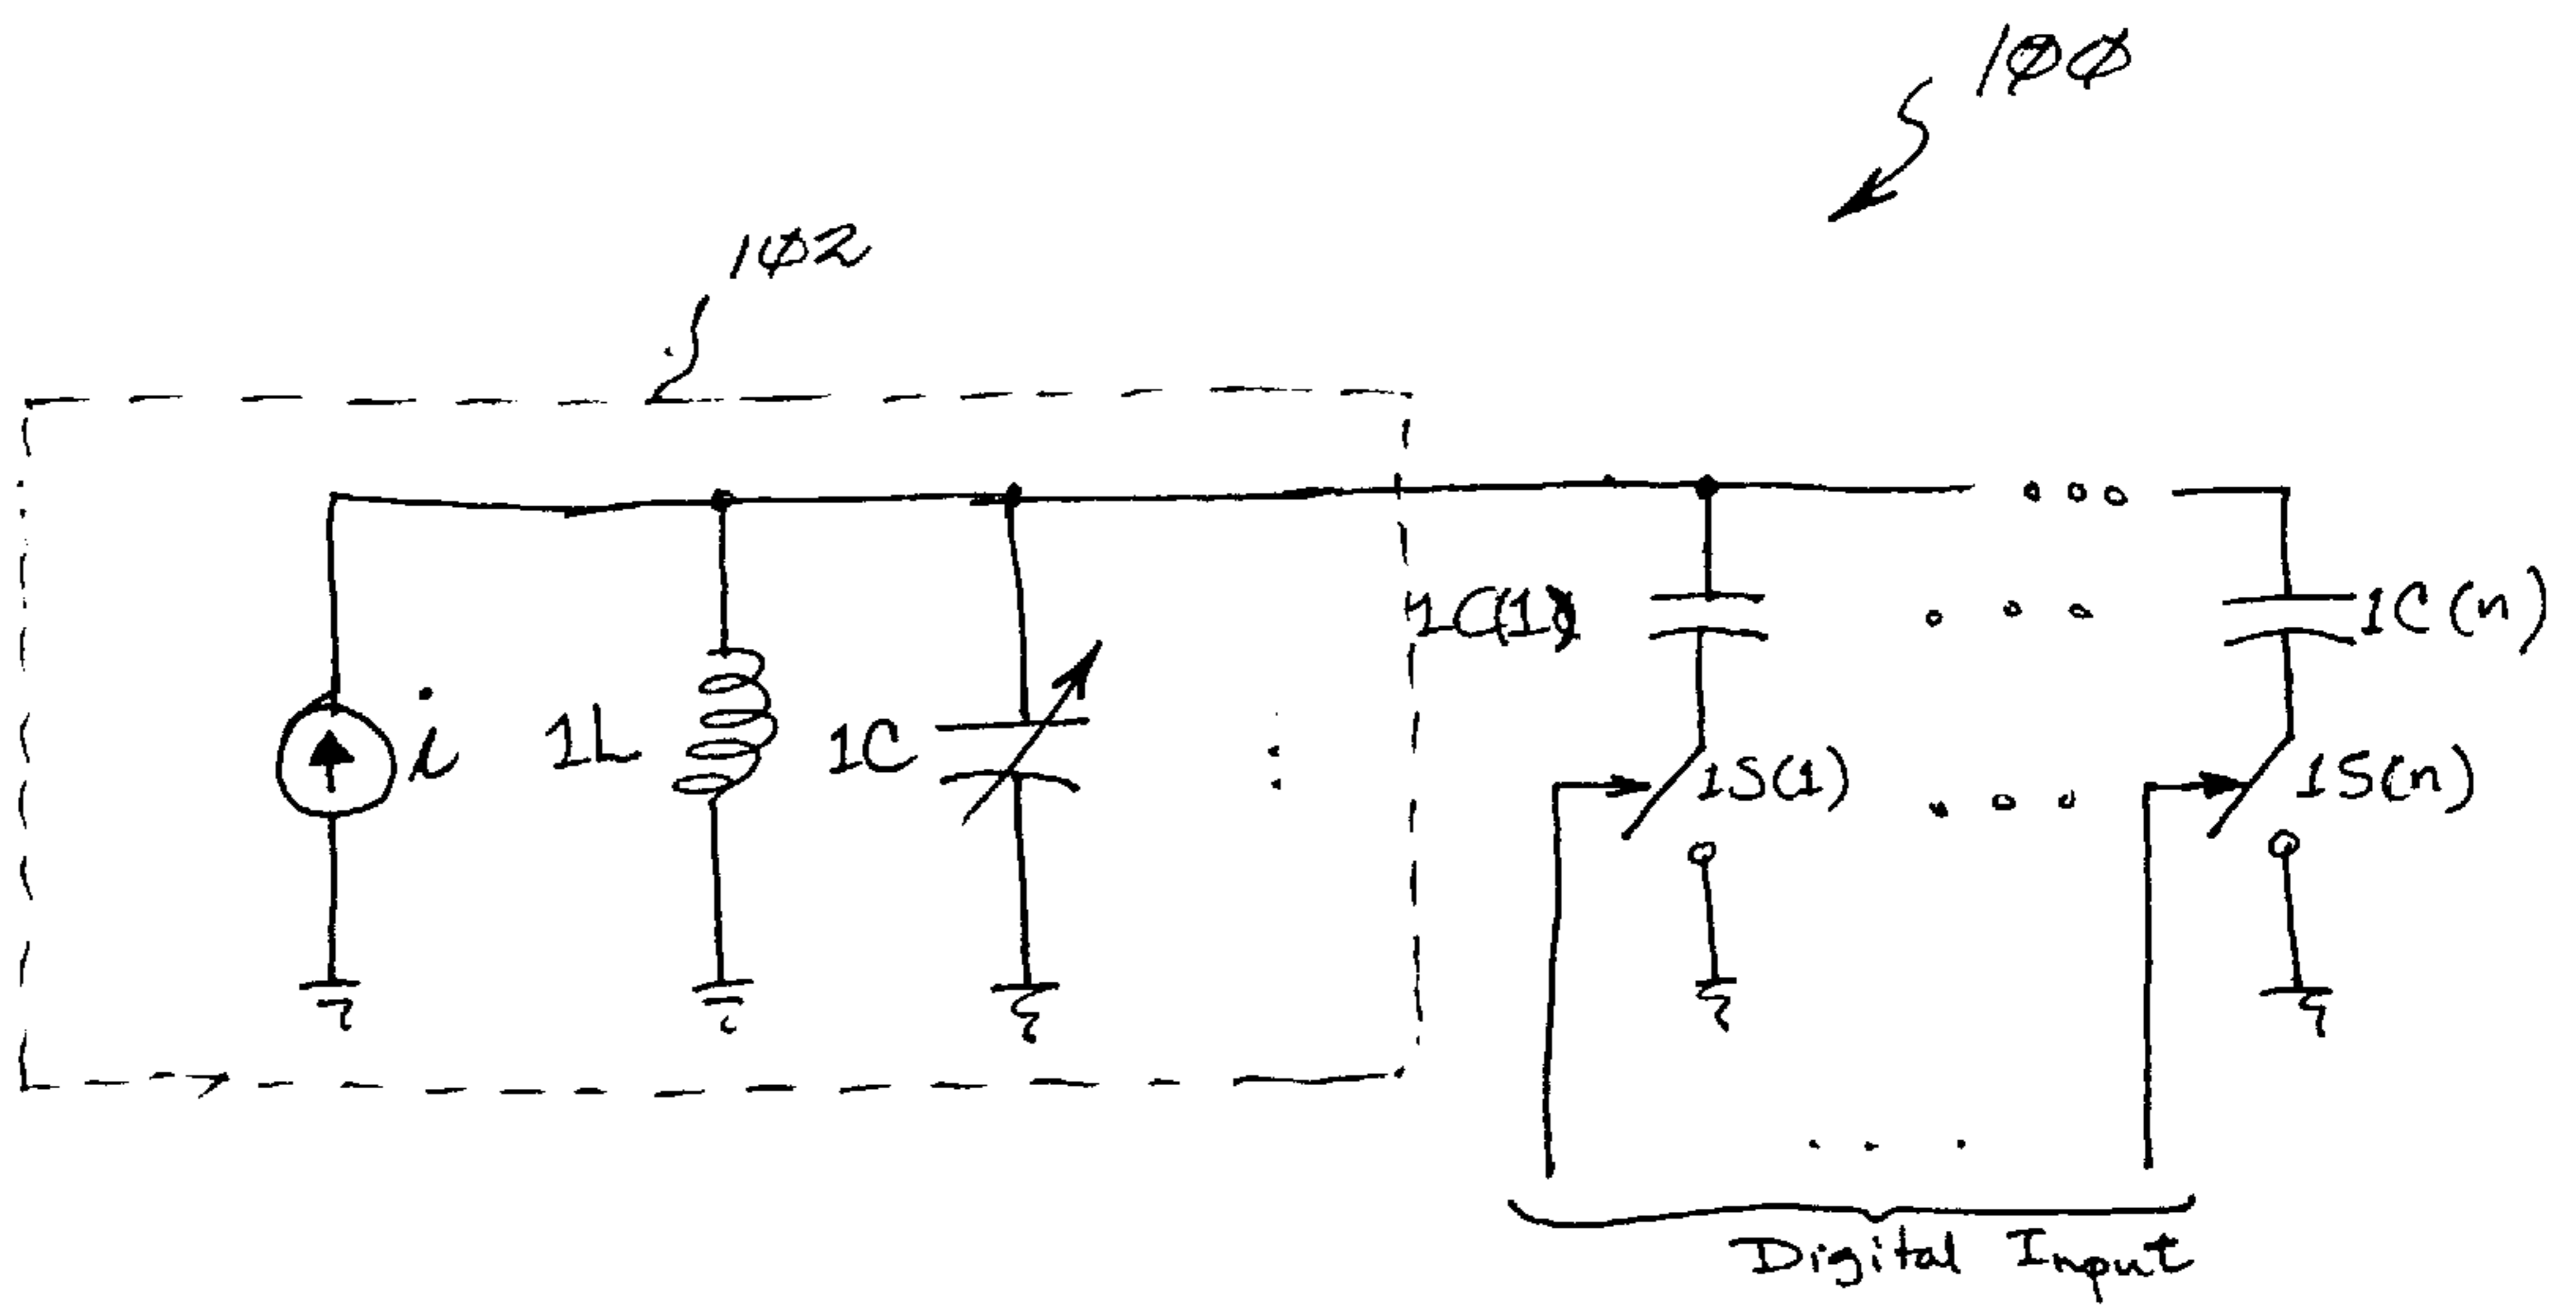 100
102
1C(1)
1C(n)
i
1L
1C
1S(1)
1S(n)
Digital Input